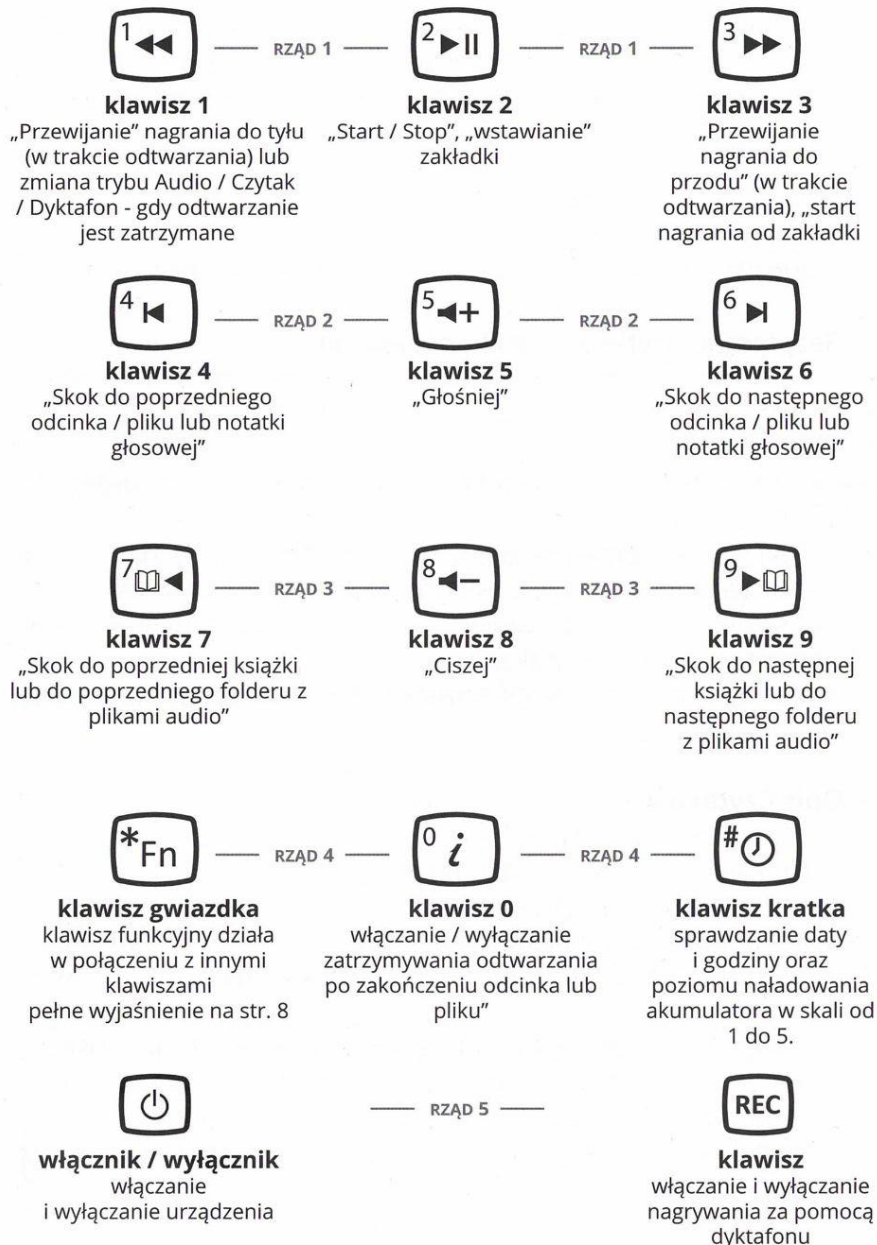 1
RZĄD 1
2
RZĄD 1
3
klawisz 1
„Przewijanie” nagrania do tyłu
(w trakcie odtwarzania) lub
zmiana trybu Audio / Czytak
/ Dyktafon - gdy odtwarzanie
jest zatrzymane
klawisz 2
„Start / Stop”, „wstawianie”
zakładki
klawisz 3
„Przewijanie
nagrania do
przodu” (w trakcie
odtwarzania), „start
nagrania od zakładki
4
RZĄD 2
5
RZĄD 2
6
klawisz 4
„Skok do poprzedniego
odcinka / pliku lub notatki
głosowej”
klawisz 5
„Głośniej”
klawisz 6
„Skok do następnego
odcinka / pliku lub
notatki głosowej”
7
RZĄD 3
8
RZĄD 3
9
klawisz 7
„Skok do poprzedniej książki
lub do poprzedniego folderu z
plikami audio”
klawisz 8
„Ciszej”
klawisz 9
„Skok do następnej
książki lub do
następnego folderu
z plikami audio”
*Fn
RZĄD 4
0 i
RZĄD 4
#
klawisz gwiazdka
klawisz funkcyjny działa
w połączeniu z innymi
klawiszami
pełne wyjaśnienie na str. 8
klawisz 0
włączanie / wyłączanie
zatrzymywania odtwarzania
po zakończeniu odcinka lub
pliku”
klawisz kratka
sprawdzanie daty
i godziny oraz
poziomu naładowania
akumulatora w skali od
1 do 5.
RZĄD 5
REC
włącznik / wyłącznik
włączanie
i wyłączanie urządzenia
klawisz
włączanie i wyłączanie
nagrywania za pomocą
dyktafonu